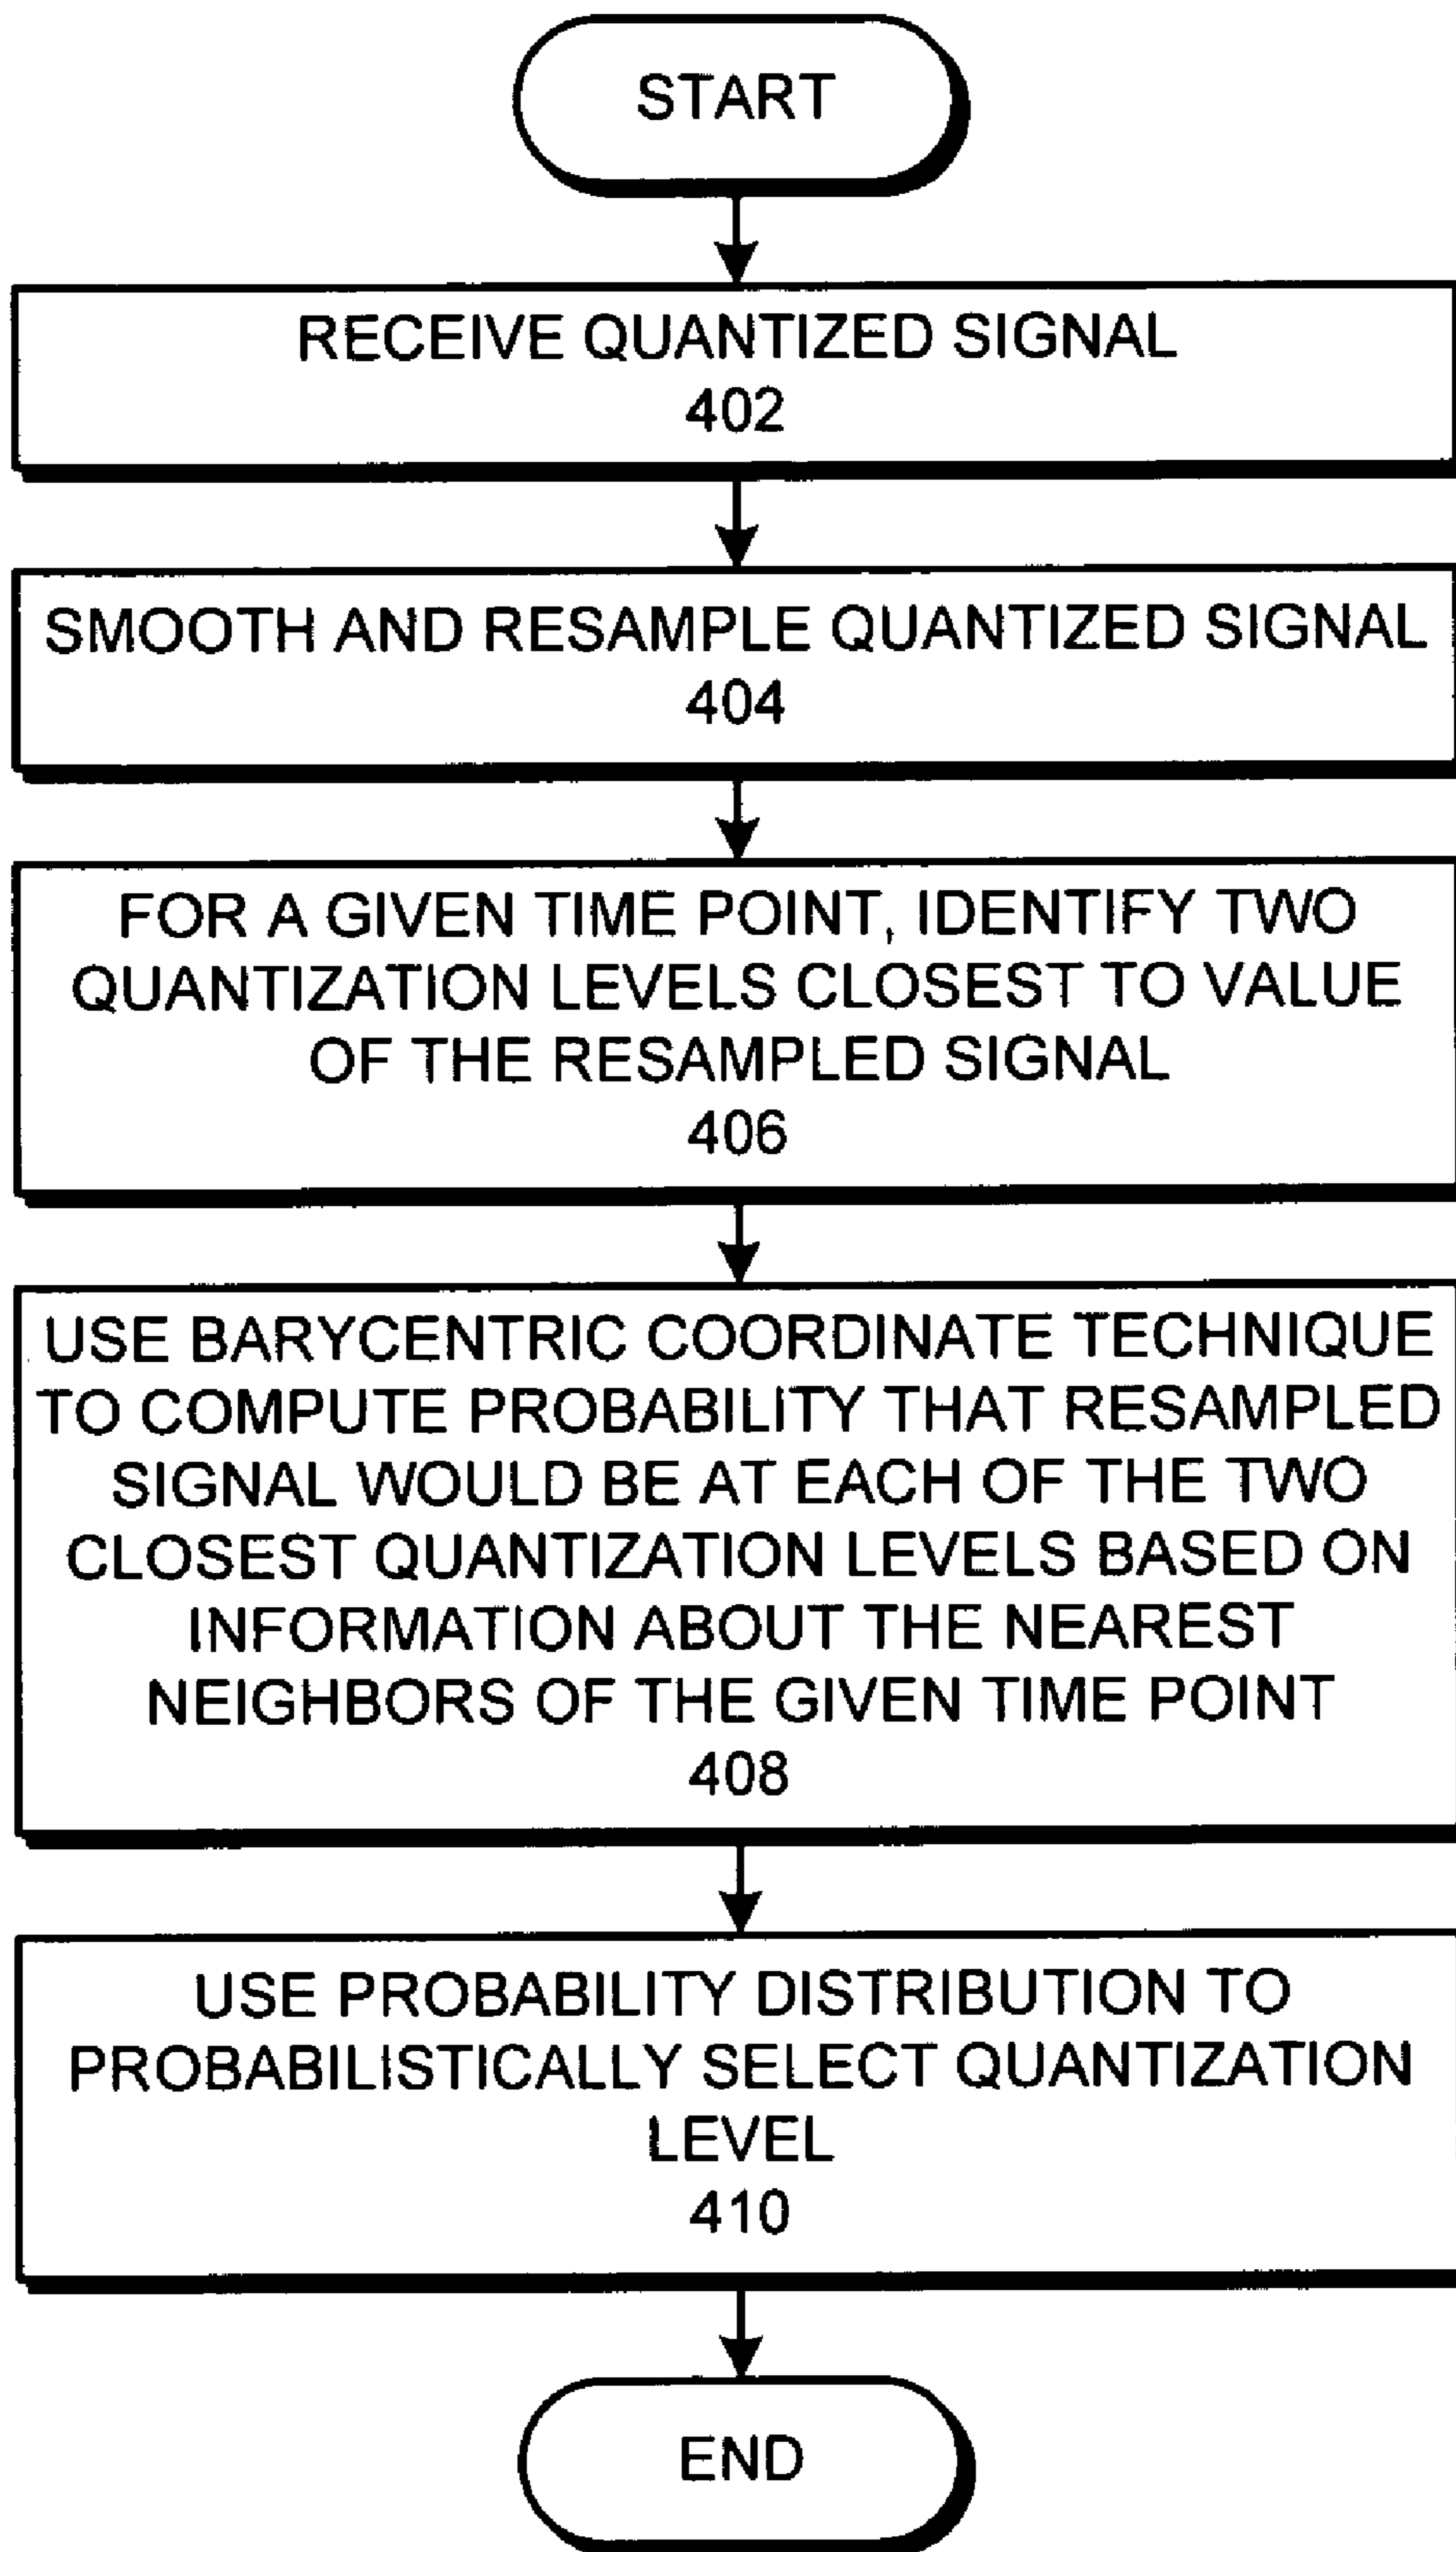 START
RECEIVE QUANTIZED SIGNAL
402
SMOOTH AND RESAMPLE QUANTIZED SIGNAL
404
FOR A GIVEN TIME POINT, IDENTIFY TWO
QUANTIZATION LEVELS CLOSEST TO VALUE
OF THE RESAMPLED SIGNAL
406
USE BARYCENTRIC COORDINATE TECHNIQUE
TO COMPUTE PROBABILITY THAT RESAMPLED
SIGNAL WOULD BE AT EACH OF THE TWO
CLOSEST QUANTIZATION LEVELS BASED ON
INFORMATION ABOUT THE NEAREST
NEIGHBORS OF THE GIVEN TIME POINT
408
USE PROBABILITY DISTRIBUTION TO
PROBABILISTICALLY SELECT QUANTIZATION
LEVEL
410
END